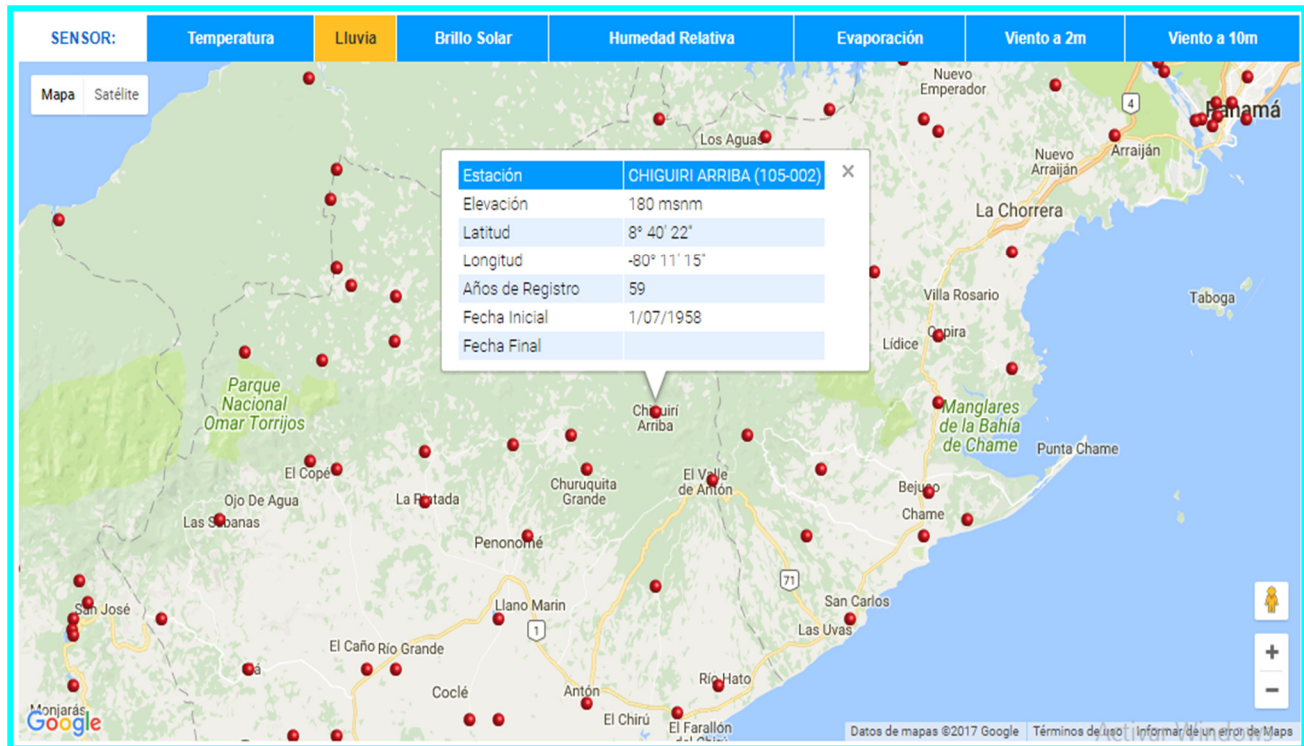 SENSOR: Temperatura Lluvia Brillo Solar Humedad Relativa Evaporación Viento a 2m Viento a 10m
Mapa Satélite
Nuevo
Emperador
4
Panamá
Los Aguas
Nuevo
Arraiján
Arraiján
La Chorrera
Estación CHIGUIRI ARRIBA (105-002)
Elevación 180 msnm
Latitud 8° 40' 22"
Longitud -80° 11' 15"
Años de Registro 59
Fecha Inicial 1/07/1958
Fecha Final
Villa Rosario
Taboga
Lídice
Capira
Parque
Nacional
Omar Torrijos
Chiguirí
Arriba
Manglares
de la Bahía
de Chame
Punta Chame
El Copé
Churuquita
Grande
El Valle
de Antón
Ojo De Agua
La Pintada
Bejuco
Chame
Las Sabanas
Penonomé
71
San José
Llano Marin
San Carlos
1
Las Uvas
El Caño
Río Grande
Coclé
Antón
Río Hato
El Chirú
El Farallón
del Chirú
Monjarás
Google
Datos de mapas ©2017 Google Términos de uso Informar de un error de Maps
Activar Windows